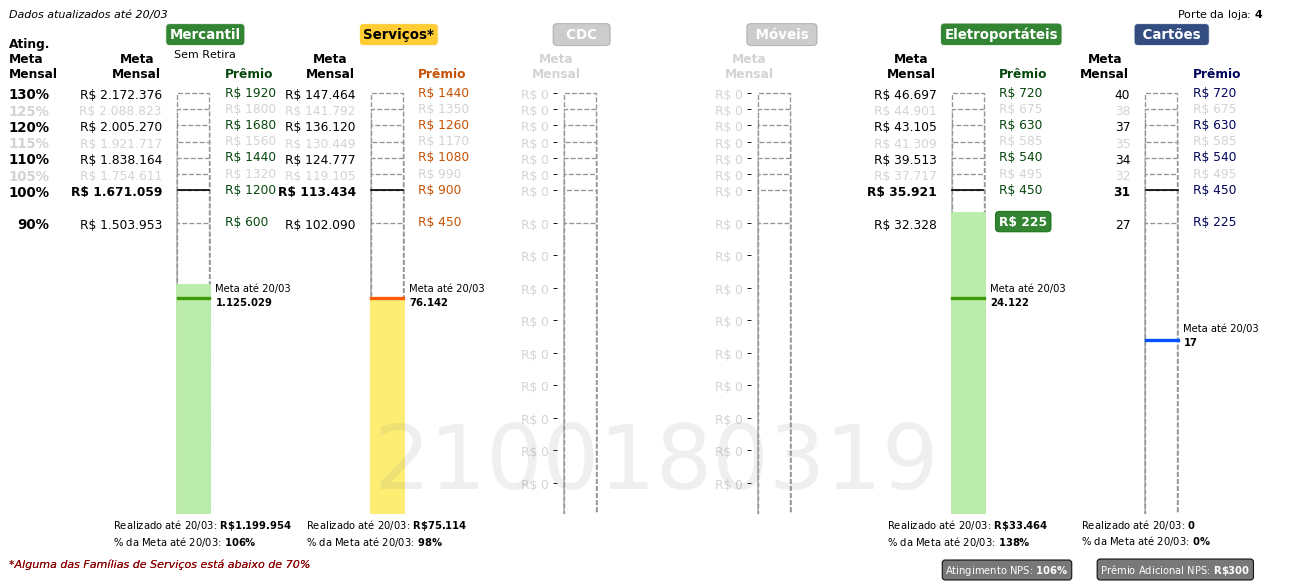 Dados atualizados até 20/03
Porte da loja: 4
Mercantil Serviços* CDC Móveis Eletroportáteis Cartões
Sem Retira
Ating. Meta Mensal
Meta Mensal Prêmio Meta Mensal Prêmio Meta Mensal Meta Mensal Meta Mensal Prêmio Meta Mensal Prêmio
130% R$ 2.172.376 R$ 1920 R$ 147.464 R$ 1440 R$ 0 R$ 0 R$ 46.697 R$ 720 40 R$ 720
125% R$ 2.088.823 R$ 1800 R$ 141.792 R$ 1350 R$ 0 R$ 0 R$ 44.901 R$ 675 38 R$ 675
120% R$ 2.005.270 R$ 1680 R$ 136.120 R$ 1260 R$ 0 R$ 0 R$ 43.105 R$ 630 37 R$ 630
115% R$ 1.921.717 R$ 1560 R$ 130.449 R$ 1170 R$ 0 R$ 0 R$ 41.309 R$ 585 35 R$ 585
110% R$ 1.838.164 R$ 1440 R$ 124.777 R$ 1080 R$ 0 R$ 0 R$ 39.513 R$ 540 34 R$ 540
105% R$ 1.754.611 R$ 1320 R$ 119.105 R$ 990 R$ 0 R$ 0 R$ 37.717 R$ 495 32 R$ 495
100% R$ 1.671.059 R$ 1200 R$ 113.434 R$ 900 R$ 0 R$ 0 R$ 35.921 R$ 450 31 R$ 450
90% R$ 1.503.953 R$ 600 R$ 102.090 R$ 450 R$ 0 R$ 0 R$ 32.328 R$ 225 27 R$ 225
R$ 0 R$ 0
Meta até 20/03 Meta até 20/03 R$ 0 R$ 0 Meta até 20/03
1.125.029 76.142 24.122
R$ 0 R$ 0 Meta até 20/03
17
R$ 0 R$ 0
R$ 0 R$ 0
R$ 0 R$ 0
R$ 0 R$ 0
R$ 0 R$ 0
2100180319
Realizado até 20/03: R$1.199.954 Realizado até 20/03: R$75.114 Realizado até 20/03: R$33.464 Realizado até 20/03: 0
% da Meta até 20/03: 106% % da Meta até 20/03: 98% % da Meta até 20/03: 138% % da Meta até 20/03: 0%
*Alguma das Famílias de Serviços está abaixo de 70%
Atingimento NPS: 106% Prêmio Adicional NPS: R$300